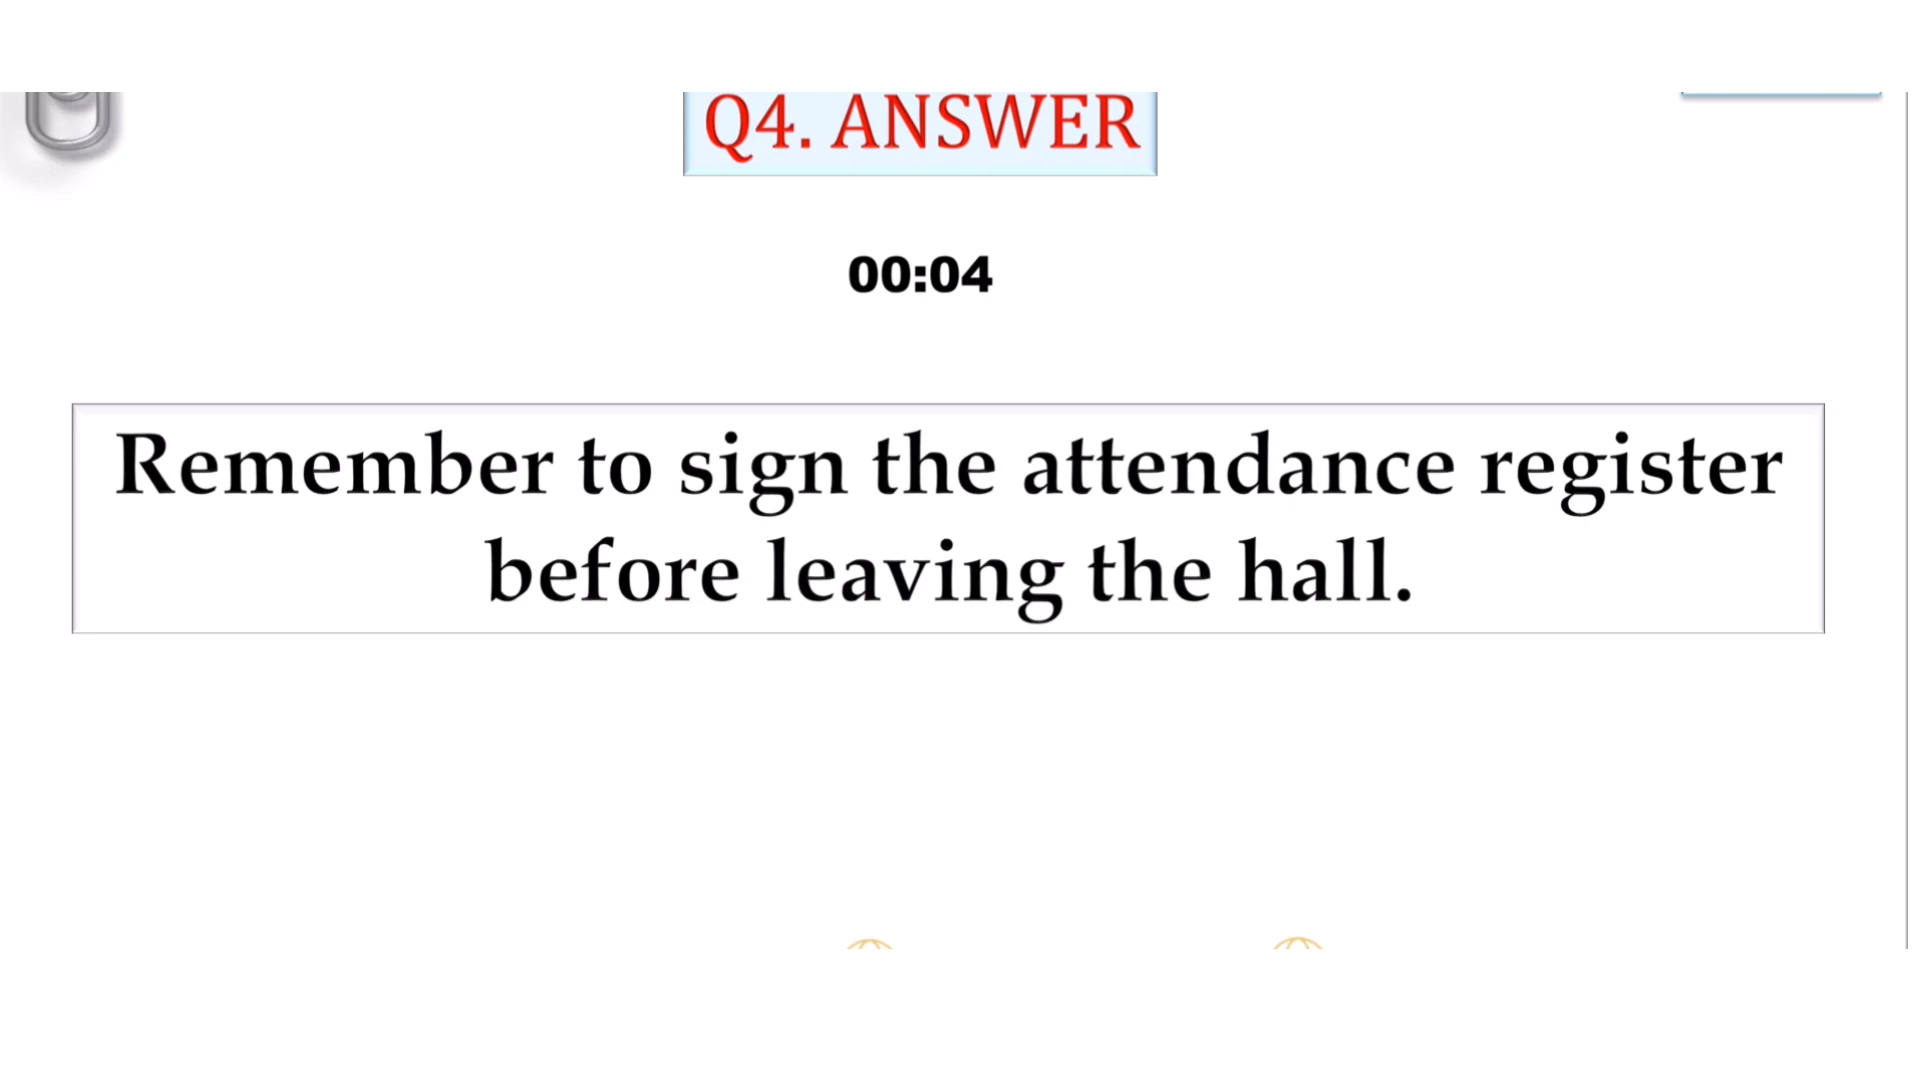 Q4. ANSWER
00:04
Remember to sign the attendance register
before leaving the hall.